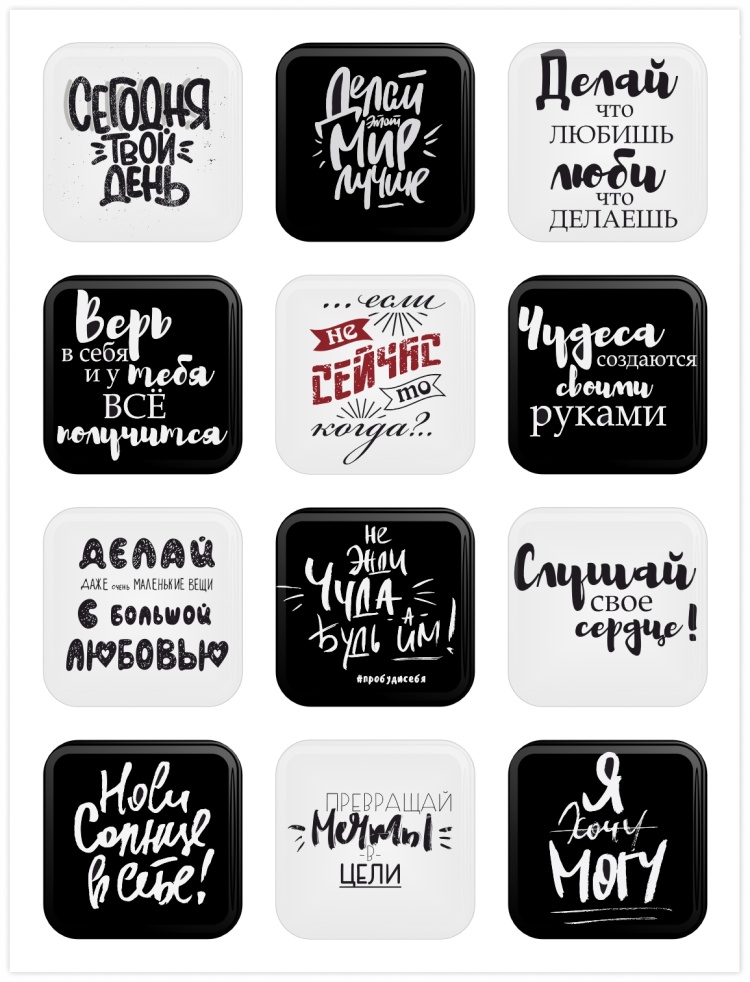 СЕГОДНЯ
ТВОЙ
ДЕНЬ
Делай
этот
МИР
лучше
Делай
что
ЛЮБИШЬ
люби
что
ДЕЛАЕШЬ
Верь
в себя
и у тебя
ВСЁ
получится
...если
не
СЕЙЧАС
то
когда?..
Чудеса
создаются
своими
руками
ДЕЛАЙ
ДАЖЕ очень МАЛЕНЬКИЕ ВЕЩИ
С БОЛЬШОЙ
ЛЮБОВЬЮ
Не
ЖДИ
ЧУДА
-А-
БУДЬ ИМ!
#пробудисебя
Слушай
свое
сердце!
Носи
Солнце
в себе!
ПРЕВРАЩАЙ
Мечты
-В-
ЦЕЛИ
Я
Хочу
МОГУ